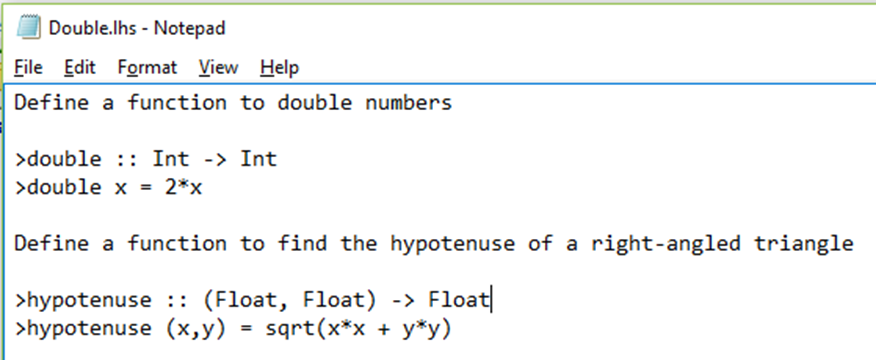 Double.lhs - Notepad
File Edit Format View Help
Define a function to double numbers
>double :: Int -> Int
>double x = 2*x
Define a function to find the hypotenuse of a right-angled triangle
>hypotenuse :: (Float, Float) -> Float
>hypotenuse (x,y) = sqrt(x*x + y*y)